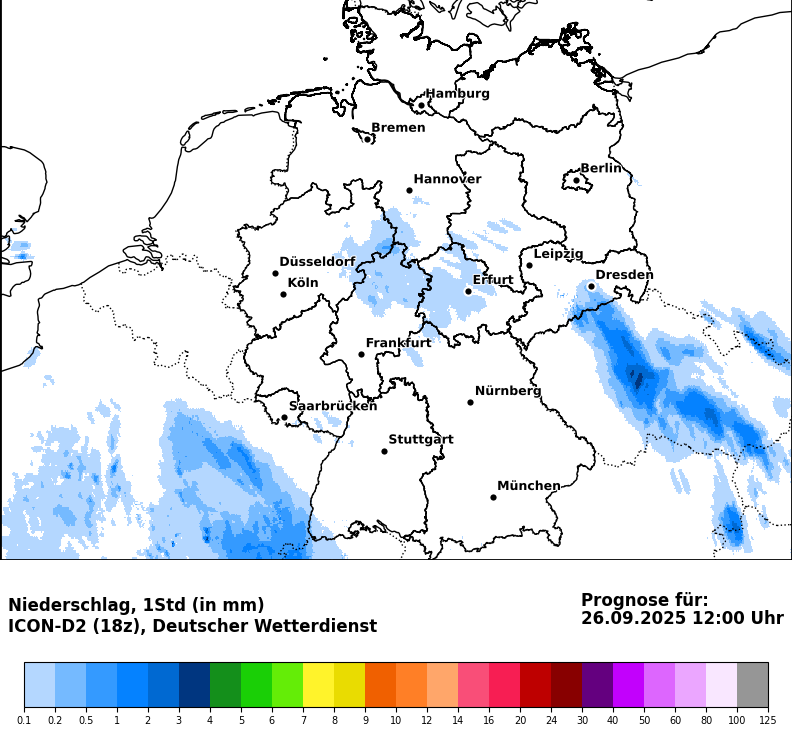 Hamburg
Bremen
Berlin
Hannover
Leipzig
Düsseldorf
Dresden
Köln
Erfurt
Frankfurt
Nürnberg
Saarbrücken
Stuttgart
München
Niederschlag, 1Std (in mm)
ICON-D2 (18z), Deutscher Wetterdienst
Prognose für:
26.09.2025 12:00 Uhr
0.1 0.2 0.5 1 2 3 4 5 6 7 8 9 10 12 14 16 20 24 30 40 50 60 80 100 125